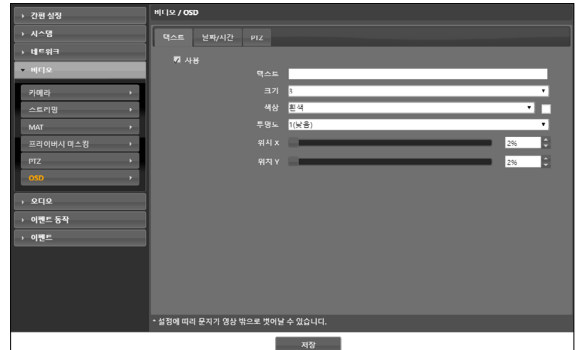 간편 설정
시스템
네트워크
비디오
카메라
스트리밍
MAT
프라이버시 마스킹
PTZ
OSD
오디오
이벤트 동작
이벤트
비디오 / OSD
텍스트 날짜/시간 PTZ
사용
텍스트
크기
색상 흰색
투명도 1(낮음)
위치 X 2%
위치 Y 2%
* 설정에 따라 문자가 영상 밖으로 벗어날 수 있습니다.
저장